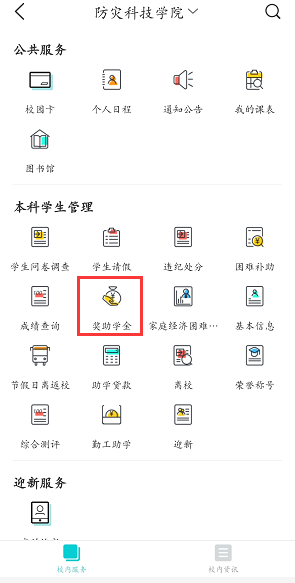 防灾科技学院
公共服务
校园卡 个人日程 通知公告 我的课表
图书馆
本科学生管理
学生问卷调查 学生请假 违纪处分 困难补助
成绩查询 奖助学金 家庭经济困难… 基本信息
节假日离返校 助学贷款 离校 荣誉称号
综合测评 勤工助学 迎新
迎新服务
校内服务 校内资讯